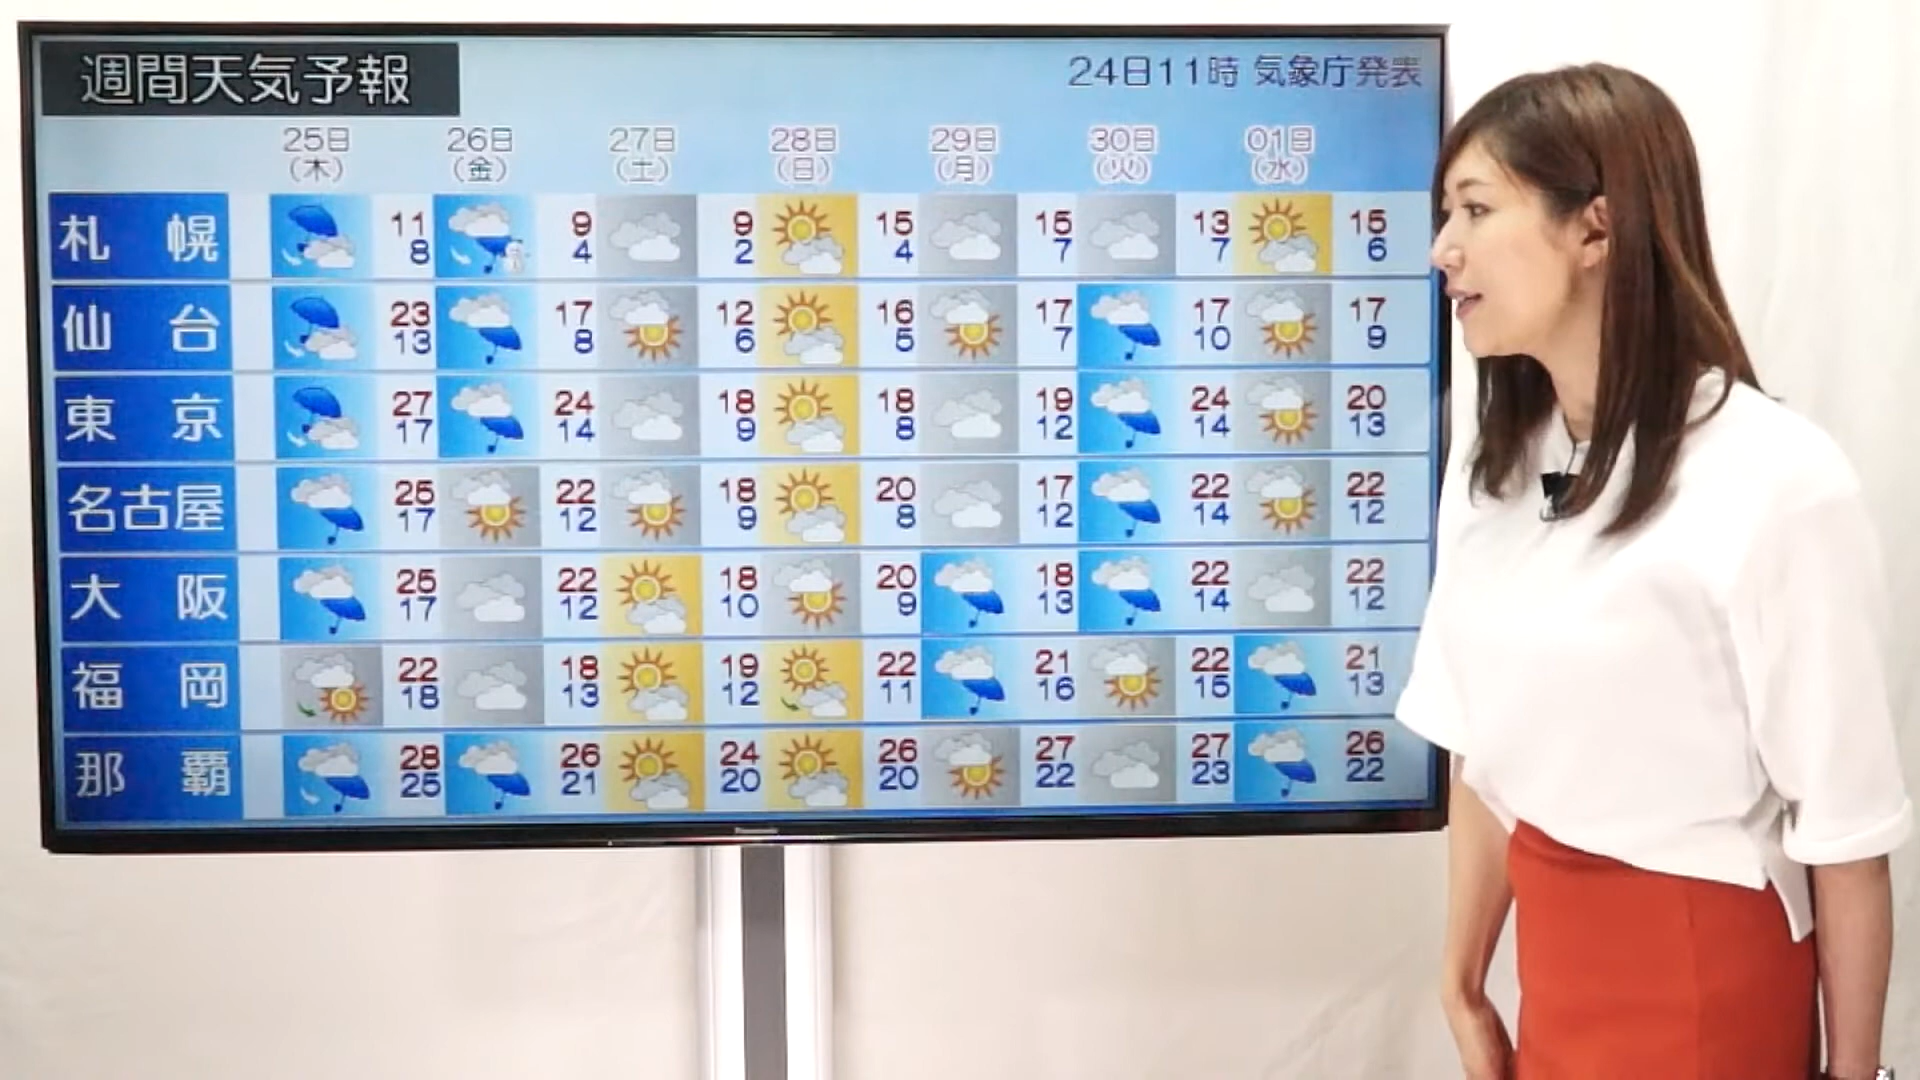 週間天気予報
24日11時 気象庁発表
25日 26日 27日 28日 29日 30日 01日
(木) (金) (土) (日) (月) (火) (水)
札幌 11 9 9 15 15 13 15
8 4 2 4 7 7 6
仙台 23 17 12 16 17 17 17
13 8 6 5 7 10 9
東京 27 24 18 18 19 24 20
17 14 9 8 12 14 13
名古屋 25 22 18 20 17 22 22
17 12 9 8 12 14 12
大阪 25 22 18 20 18 22 22
17 12 10 9 13 14 12
福岡 22 18 19 22 21 22 21
18 13 12 11 16 15 13
那覇 28 26 24 26 27 27 26
25 21 20 20 22 23 22
Panasonic